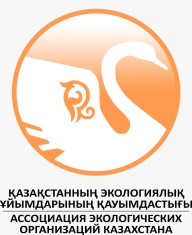 ҚАЗАҚСТАННЫҢ ЭКОЛОГИЯЛЫҚ
ҰЙЫМДАРЫНЫҢ ҚАУЫМДАСТЫҒЫ
АССОЦИАЦИЯ ЭКОЛОГИЧЕСКИХ
ОРГАНИЗАЦИЙ КАЗАХСТАНА